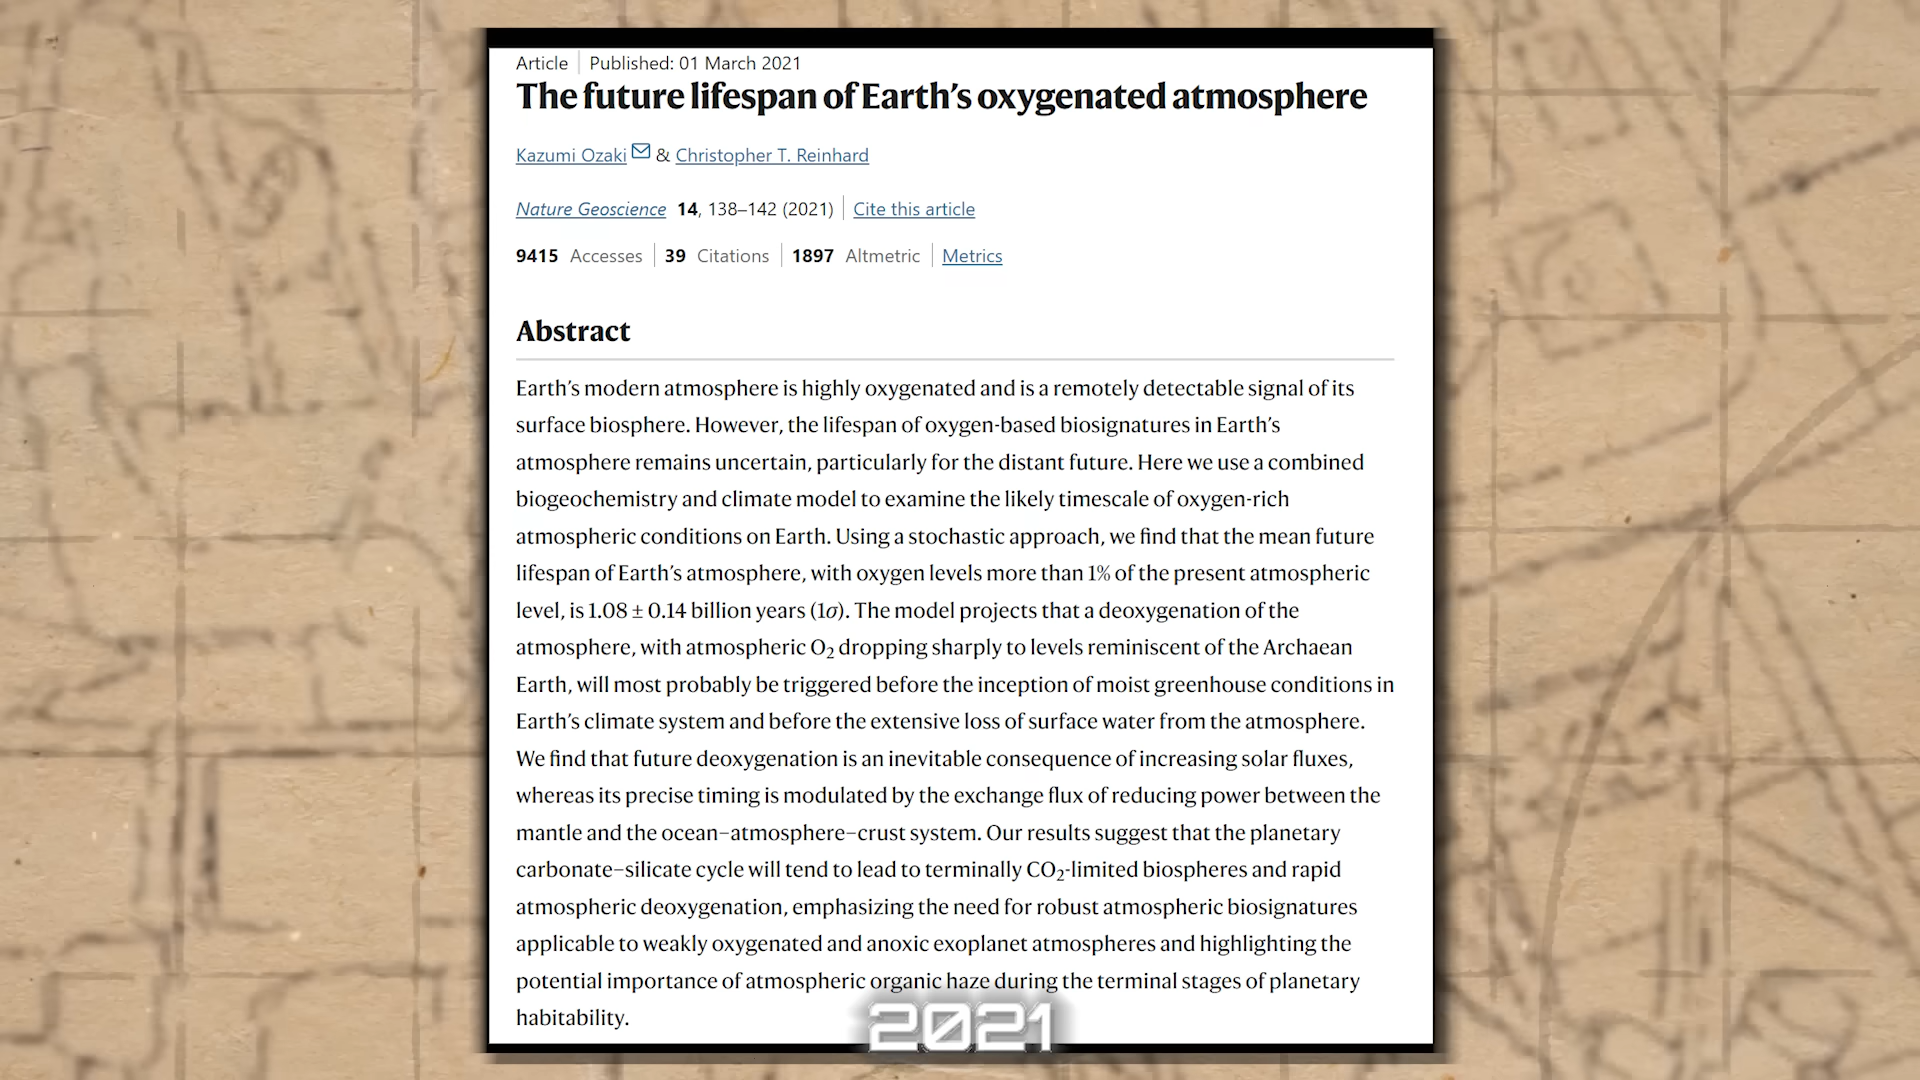 Article | Published: 01 March 2021
The future lifespan of Earth's oxygenated atmosphere
Kazumi Ozaki & Christopher T. Reinhard
Nature Geoscience 14, 138–142 (2021) | Cite this article
9415 Accesses | 39 Citations | 1897 Altmetric | Metrics
Abstract
Earth's modern atmosphere is highly oxygenated and is a remotely detectable signal of its
surface biosphere. However, the lifespan of oxygen-based biosignatures in Earth's
atmosphere remains uncertain, particularly for the distant future. Here we use a combined
biogeochemistry and climate model to examine the likely timescale of oxygen-rich
atmospheric conditions on Earth. Using a stochastic approach, we find that the mean future
lifespan of Earth's atmosphere, with oxygen levels more than 1% of the present atmospheric
level, is 1.08 ± 0.14 billion years (1σ). The model projects that a deoxygenation of the
atmosphere, with atmospheric O₂ dropping sharply to levels reminiscent of the Archaean
Earth, will most probably be triggered before the inception of moist greenhouse conditions in
Earth's climate system and before the extensive loss of surface water from the atmosphere.
We find that future deoxygenation is an inevitable consequence of increasing solar fluxes,
whereas its precise timing is modulated by the exchange flux of reducing power between the
mantle and the ocean–atmosphere–crust system. Our results suggest that the planetary
carbonate–silicate cycle will tend to lead to terminally CO₂-limited biospheres and rapid
atmospheric deoxygenation, emphasizing the need for robust atmospheric biosignatures
applicable to weakly oxygenated and anoxic exoplanet atmospheres and highlighting the
potential importance of atmospheric organic haze during the terminal stages of planetary
habitability.
2021